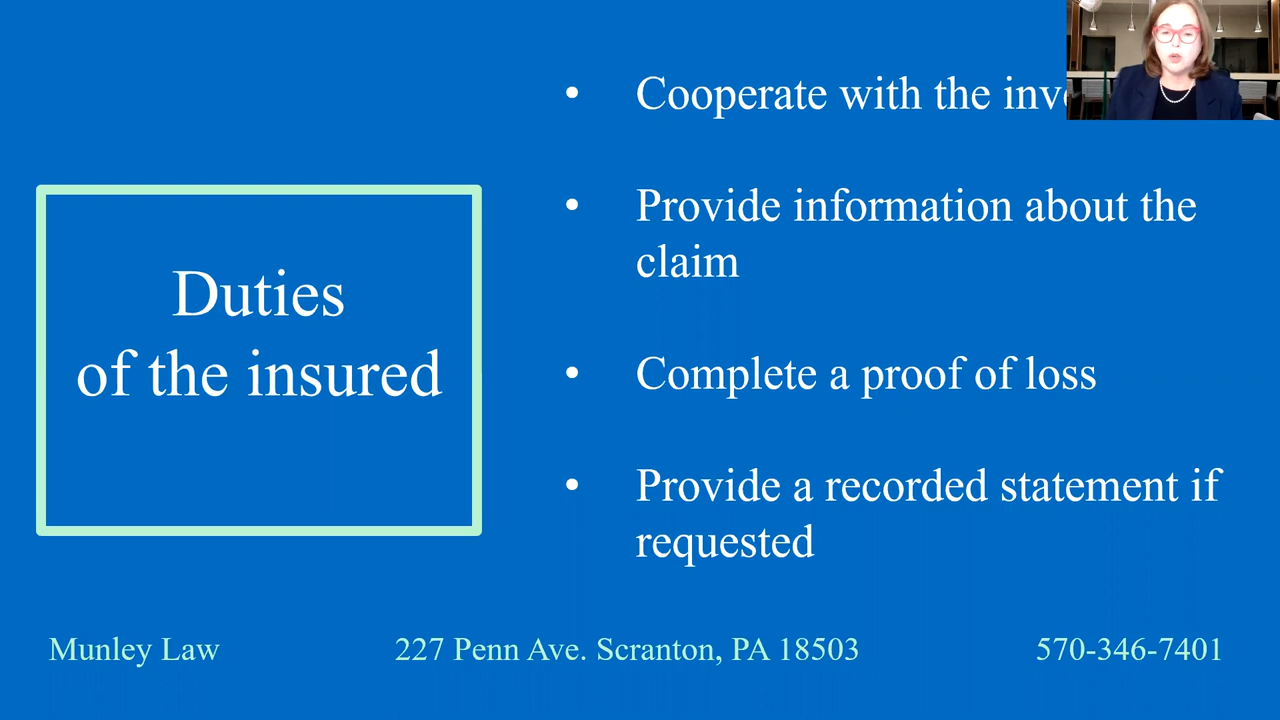 Duties
of the insured
• Cooperate with the
• Provide information about the
claim
• Complete a proof of loss
• Provide a recorded statement if
requested
Munley Law 227 Penn Ave. Scranton, PA 18503 570-346-7401